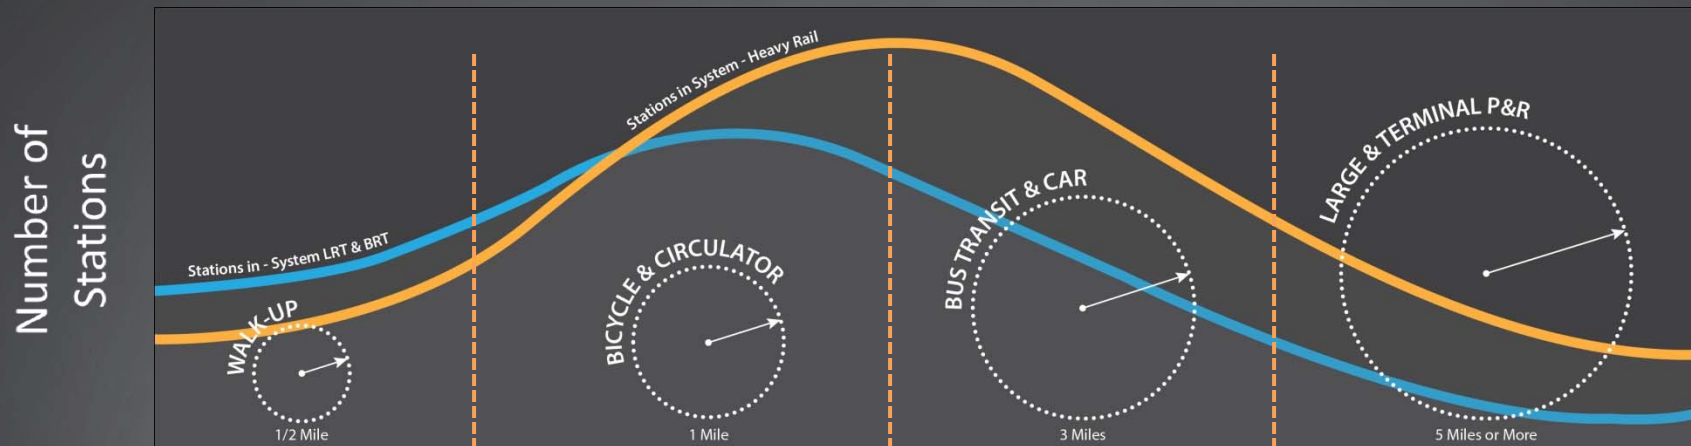 Number of
Stations
Stations in - System LRT & BRT
Stations in System - Heavy Rail
WALK-UP
1/2 Mile
BICYCLE & CIRCULATOR
1 Mile
BUS TRANSIT & CAR
3 Miles
LARGE & TERMINAL P&R
5 Miles or More